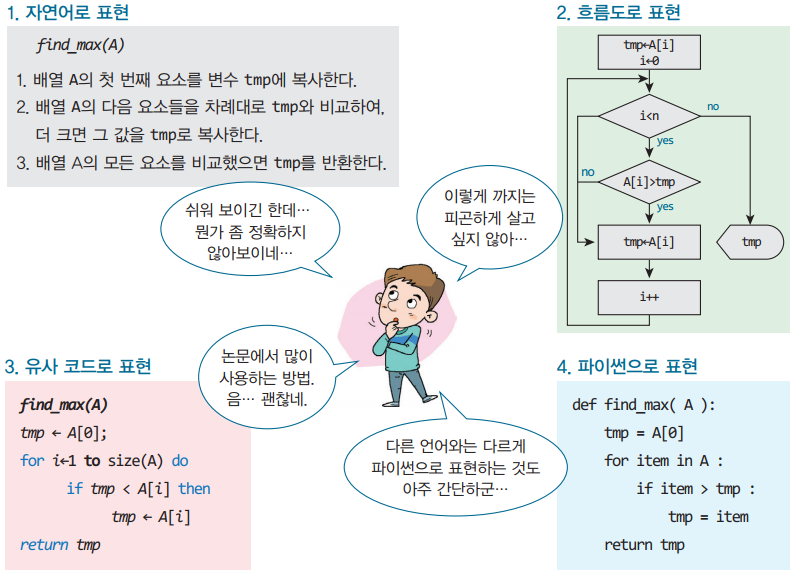 1. 자연어로 표현
find_max(A)
1. 배열 A의 첫 번째 요소를 변수 tmp에 복사한다.
2. 배열 A의 다음 요소들을 차례대로 tmp와 비교하여,
더 크면 그 값을 tmp로 복사한다.
3. 배열 A의 모든 요소를 비교했으면 tmp를 반환한다.
2. 흐름도로 표현
tmp←A[i]
i←0
i<n
no
yes
no
A[i]>tmp
yes
tmp←A[i]
tmp
i++
쉬워 보이긴 한데…
뭔가 좀 정확하지
않아보이네…
이렇게 까지는
피곤하게 살고
싶지 않아…
논문에서 많이
사용하는 방법.
음… 괜찮네.
다른 언어와는 다르게
파이썬으로 표현하는 것도
아주 간단하군…
3. 유사 코드로 표현
find_max(A)
tmp ← A[0];
for i←1 to size(A) do
if tmp < A[i] then
tmp ← A[i]
return tmp
4. 파이썬으로 표현
def find_max( A ):
tmp = A[0]
for item in A :
if item > tmp :
tmp = item
return tmp